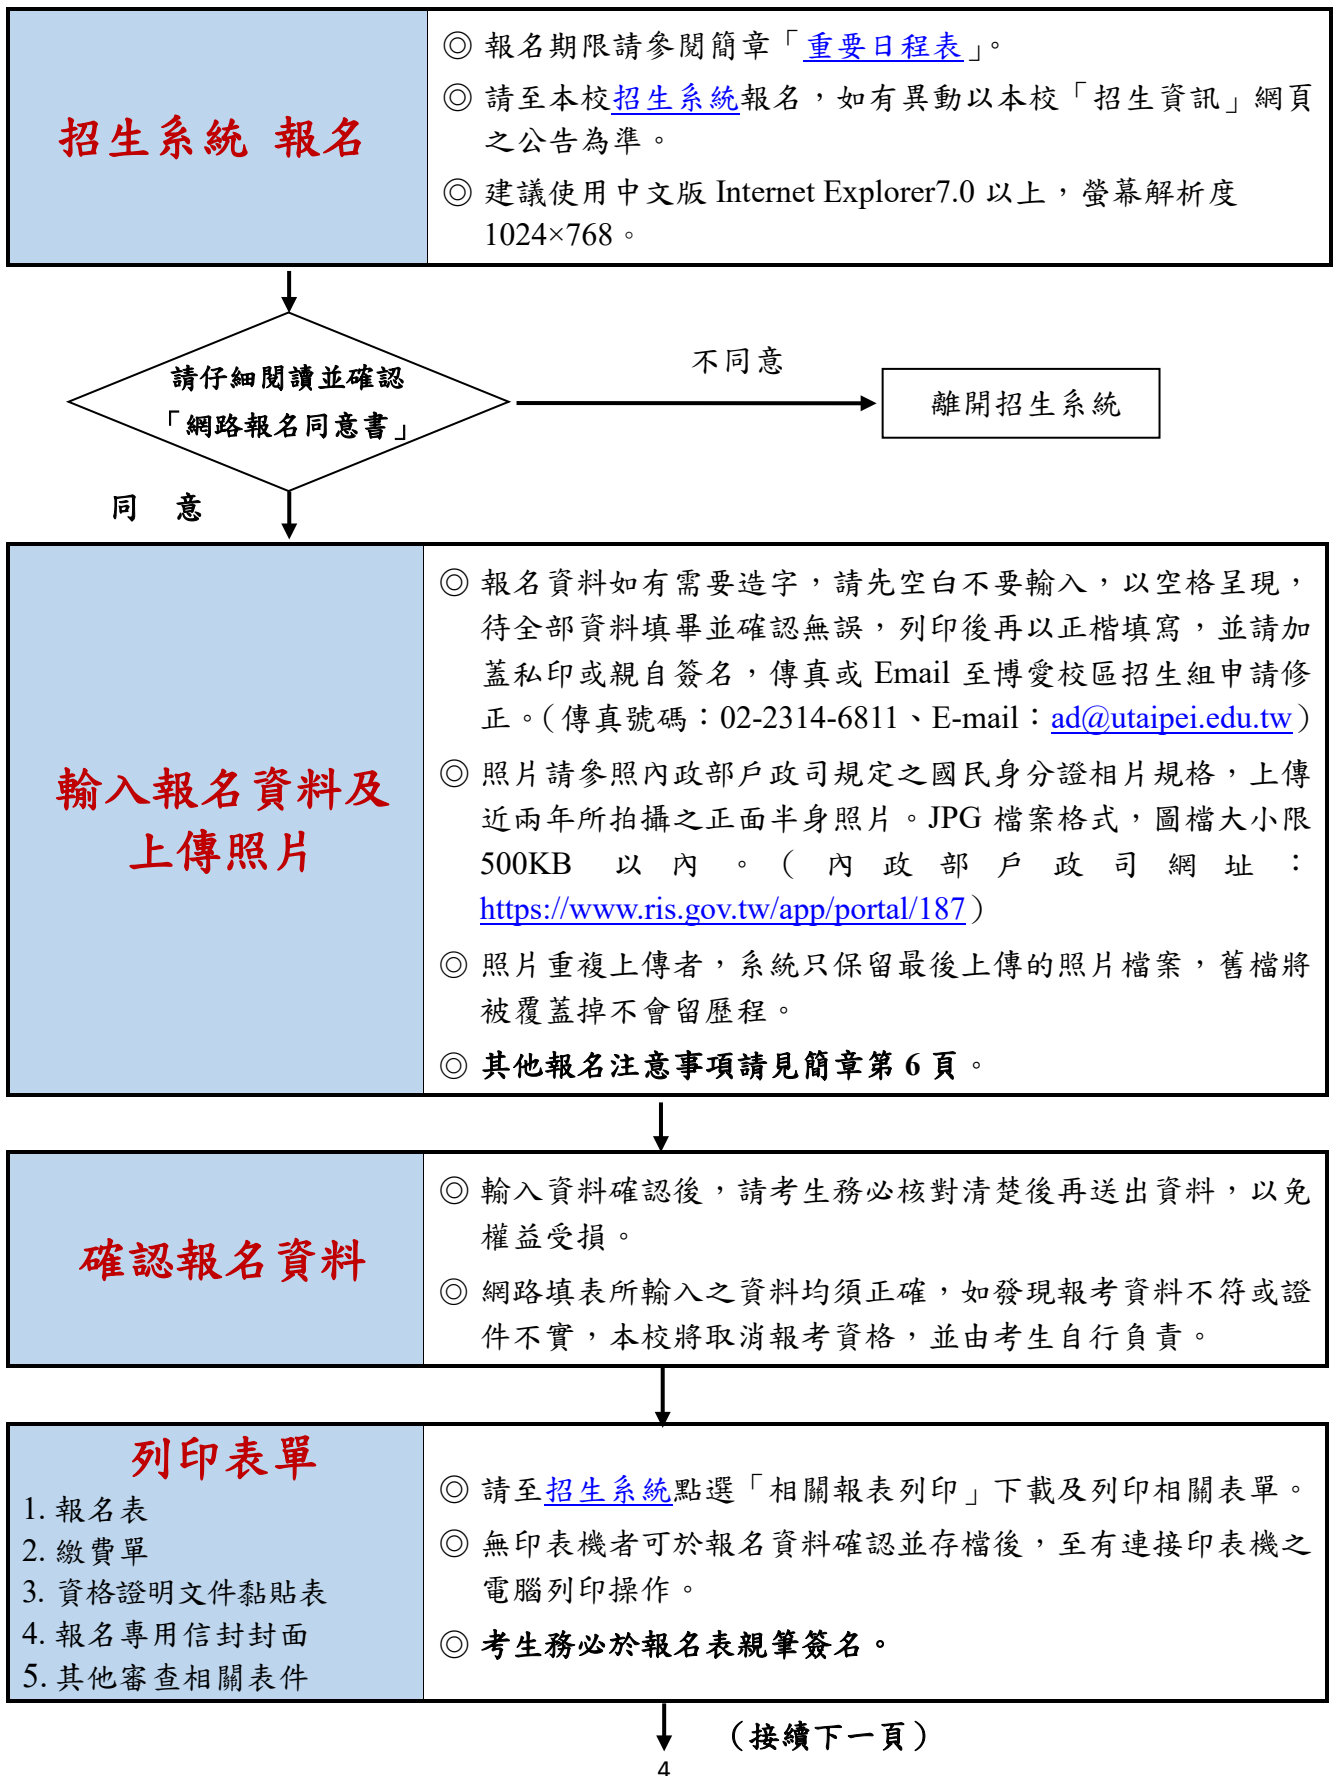 招生系統 報名
◎ 報名期限請參閱簡章「重要日程表」。
◎ 請至本校招生系統報名，如有異動以本校「招生資訊」網頁
之公告為準。
◎ 建議使用中文版 Internet Explorer7.0 以上，螢幕解析度
1024×768。
請仔細閱讀並確認
「網路報名同意書」
不同意
離開招生系統
同 意
輸入報名資料及
上傳照片
◎ 報名資料如有需要造字，請先空白不要輸入，以空格呈現，
待全部資料填畢並確認無誤，列印後再以正楷填寫，並請加
蓋私印或親自簽名，傳真或 Email 至博愛校區招生組申請修
正。（傳真號碼：02-2314-6811、E-mail：ad@utaipei.edu.tw）
◎ 照片請參照內政部戶政司規定之國民身分證相片規格，上傳
近兩年所拍攝之正面半身照片。JPG 檔案格式，圖檔大小限
500KB 以內。（內政部戶政司網址：
https://www.ris.gov.tw/app/portal/187）
◎ 照片重複上傳者，系統只保留最後上傳的照片檔案，舊檔將
被覆蓋掉不會留歷程。
◎ 其他報名注意事項請見簡章第 6 頁。
確認報名資料
◎ 輸入資料確認後，請考生務必核對清楚後再送出資料，以免
權益受損。
◎ 網路填表所輸入之資料均須正確，如發現報考資料不符或證
件不實，本校將取消報考資格，並由考生自行負責。
列印表單
1. 報名表
2. 繳費單
3. 資格證明文件黏貼表
4. 報名專用信封封面
5. 其他審查相關表件
◎ 請至招生系統點選「相關報表列印」下載及列印相關表單。
◎ 無印表機者可於報名資料確認並存檔後，至有連接印表機之
電腦列印操作。
◎ 考生務必於報名表親筆簽名。
（接續下一頁）
4